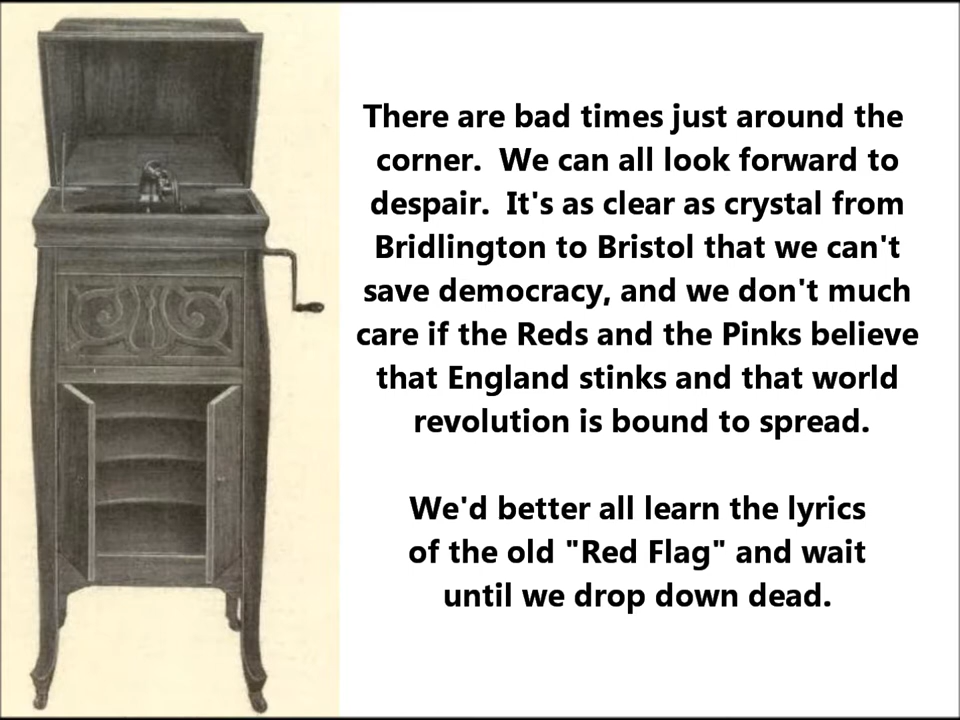 There are bad times just around the
corner.  We can all look forward to
despair.  It's as clear as crystal from
Bridlington to Bristol that we can't
save democracy, and we don't much
care if the Reds and the Pinks believe
that England stinks and that world
revolution is bound to spread.
We'd better all learn the lyrics
of the old "Red Flag" and wait
until we drop down dead.